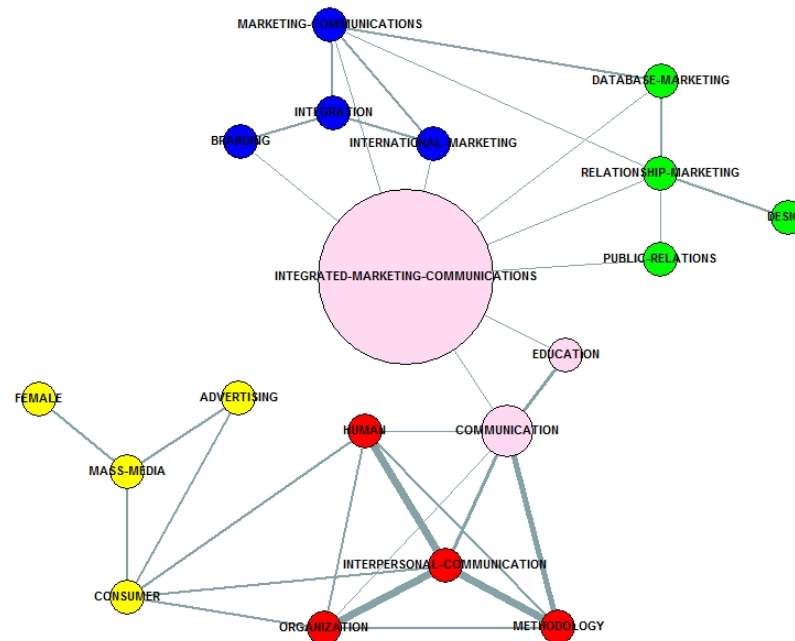 MARKETING-COMMUNICATIONS
DATABASE-MARKETING
INTEGRATION
BRANDING
INTERNATIONAL-MARKETING
RELATIONSHIP-MARKETING
DESIG
PUBLIC-RELATIONS
INTEGRATED-MARKETING-COMMUNICATIONS
EDUCATION
FEMALE
ADVERTISING
HUMAN
COMMUNICATION
MASS-MEDIA
INTERPERSONAL-COMMUNICATION
CONSUMER
ORGANIZATION
METHODOLOGY